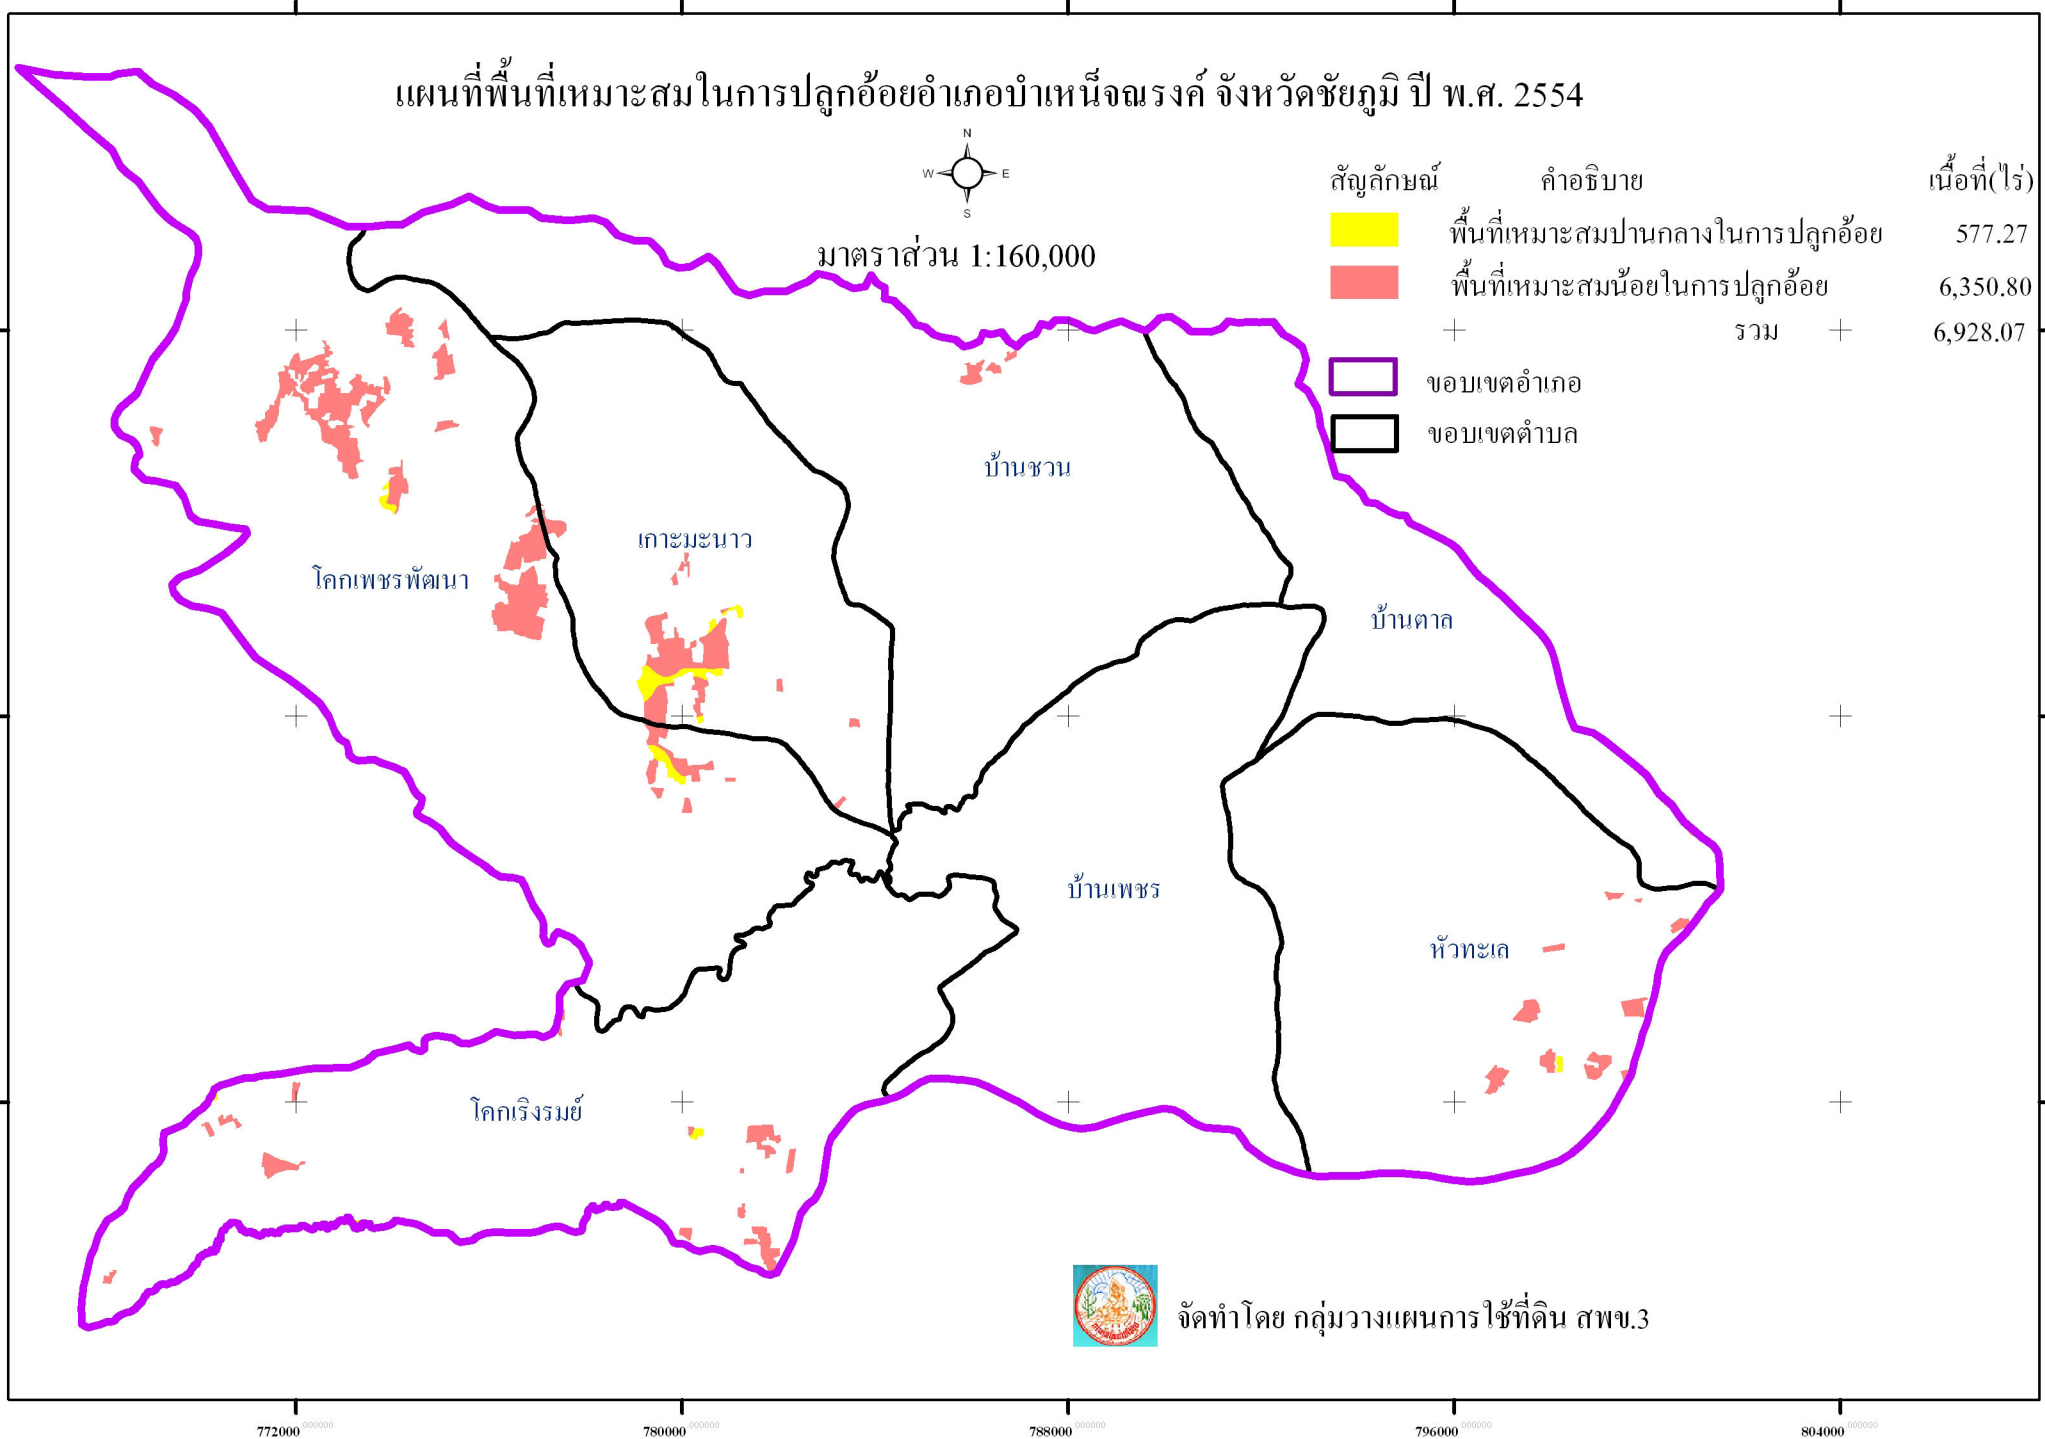 แผนที่พื้นที่เหมาะสมในการปลูกอ้อยอำเภอบำเหน็จณรงค์ จังหวัดชัยภูมิ ปี พ.ศ. 2554
N
W E
S
มาตราส่วน 1:160,000
สัญลักษณ์ คำอธิบาย เนื้อที่(ไร่)
พื้นที่เหมาะสมปานกลางในการปลูกอ้อย 577.27
พื้นที่เหมาะสมน้อยในการปลูกอ้อย 6,350.80
รวม 6,928.07
ขอบเขตอำเภอ
ขอบเขตตำบล
บ้านชวน
เกาะมะนาว
โคกเพชรพัฒนา
บ้านตาล
บ้านเพชร
หัวทะเล
โคกเริงรมย์
จัดทำโดย กลุ่มวางแผนการใช้ที่ดิน สพข.3
772000.000000 780000.000000 788000.000000 796000.000000 804000.000000